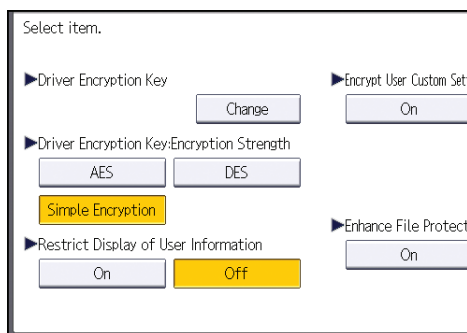 Select item.
Driver Encryption Key
Change
Driver Encryption Key:Encryption Strength
AES
DES
Simple Encryption
Restrict Display of User Information
On
Off
Encrypt User Custom Set
On
Enhance File Protect
On